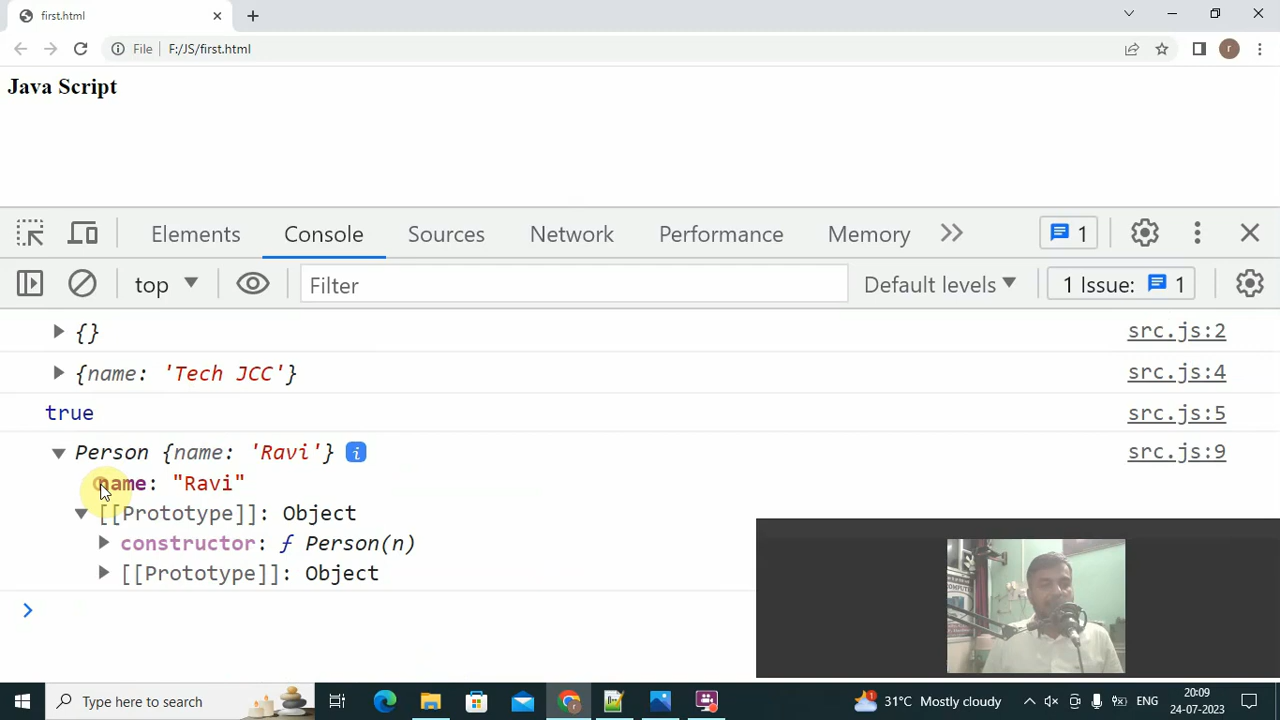 first.html
File F:/JS/first.html
r
Java Script
Elements Console Sources Network Performance Memory 1
top Filter Default levels 1 Issue: 1
{} src.js:2
{name: 'Tech JCC'} src.js:4
true src.js:5
Person {name: 'Ravi'} i src.js:9
name: "Ravi"
[[Prototype]]: Object
constructor: ƒ Person(n)
[[Prototype]]: Object
Type here to search
1 31°C Mostly cloudy ENG 20:09
24-07-2023